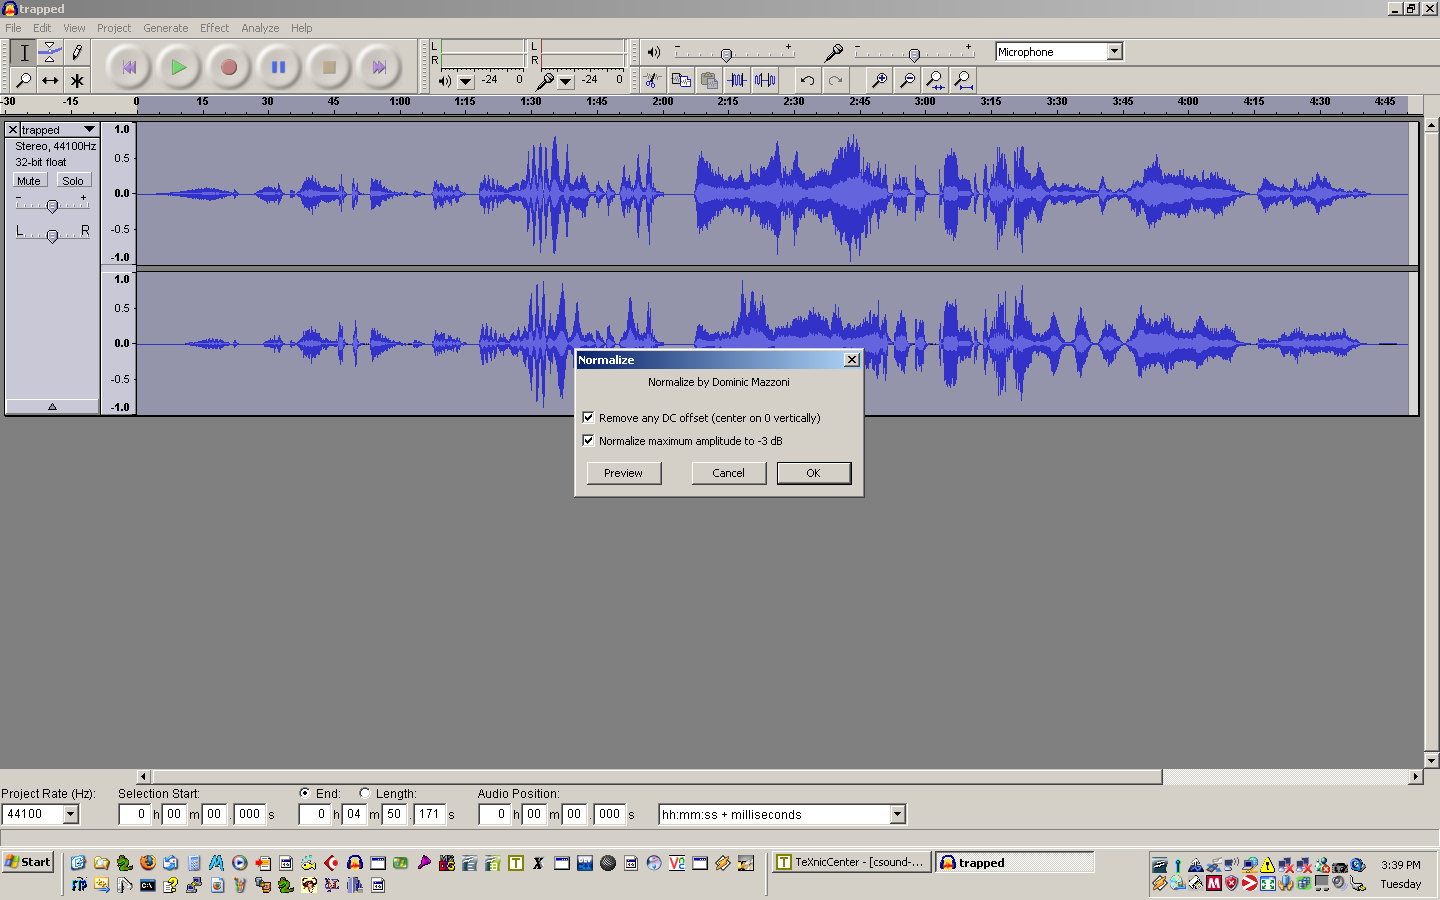 trapped
File Edit View Project Generate Effect Analyze Help
L
R
-24 0
L
R
-24 0
- +
- +
Microphone
-30 -15 0 15 30 45 1:00 1:15 1:30 1:45 2:00 2:15 2:30 2:45 3:00 3:15 3:30 3:45 4:00 4:15 4:30 4:45
trapped
Stereo, 44100Hz
32-bit float
Mute Solo
- +
L R
1.0
0.5
0.0
-0.5
-1.0
1.0
0.5
0.0
-0.5
-1.0
Normalize
Normalize by Dominic Mazzoni
Remove any DC offset (center on 0 vertically)
Normalize maximum amplitude to -3 dB
Preview Cancel OK
Project Rate (Hz): Selection Start: End: Length: Audio Position:
44100 0 h 00 m 00 . 000 s 0 h 04 m 50 . 171 s 0 h 00 m 00 . 000 s hh:mm:ss + milliseconds
Start TeXnicCenter - [csound-... trapped
3:39 PM
Tuesday